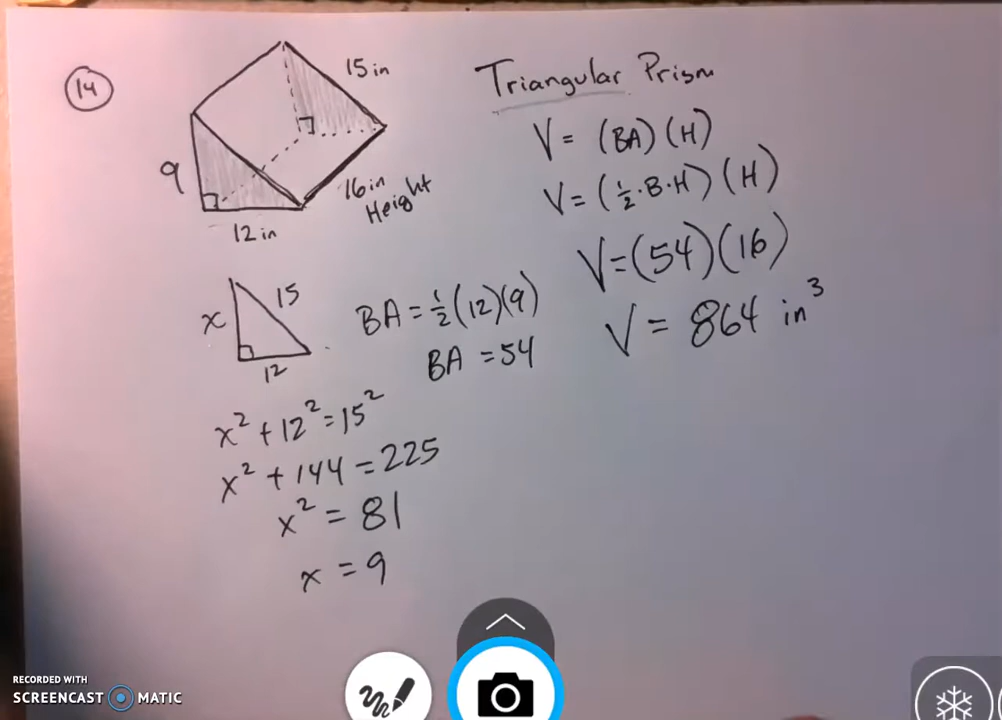 14
15 in
9
16 in
Height
12 in
Triangular Prism
V = (BA)(H)
V = (½·B·H)(H)
V=(54)(16)
V = 864 in³
x
15
12
BA = ½(12)(9)
BA = 54
x² + 12² = 15²
x² + 144 = 225
x² = 81
x = 9
RECORDED WITH
SCREENCAST MATIC